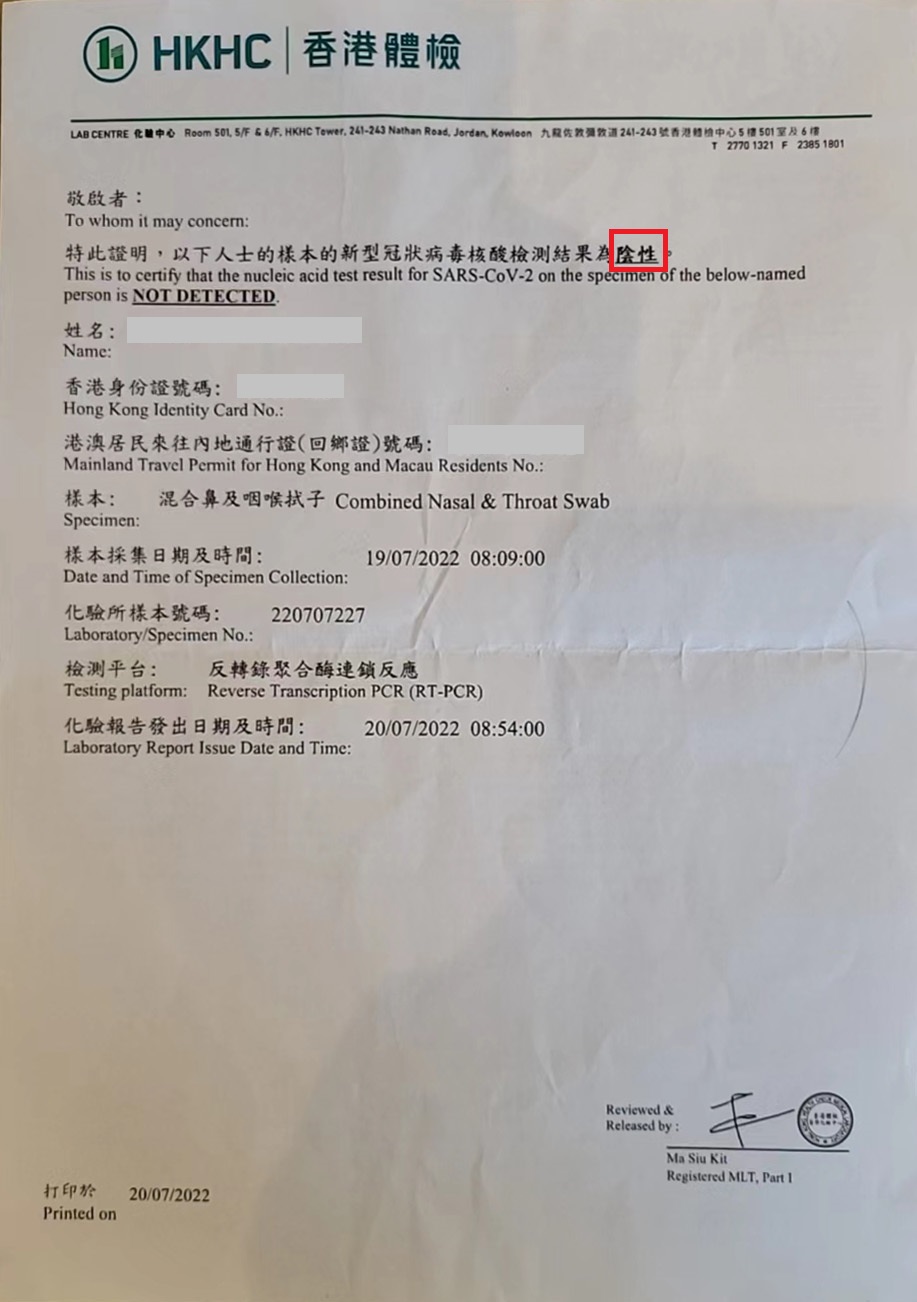 HKHC 香港體檢
LAB CENTRE 化驗中心 Room 501, 5/F & 6/F, HKHC Tower, 241-243 Nathan Road, Jordan, Kowloon 九龍佐敦彌敦道241-243號香港體檢中心5樓501室及6樓
T 2770 1321 F 2385 1801
敬啟者：
To whom it may concern:
特此證明，以下人士的樣本的新型冠狀病毒核酸檢測結果為陰性。
This is to certify that the nucleic acid test result for SARS-CoV-2 on the specimen of the below-named
person is NOT DETECTED.
姓名：
Name:
香港身份證號碼：
Hong Kong Identity Card No.:
港澳居民來往內地通行證(回鄉證)號碼：
Mainland Travel Permit for Hong Kong and Macau Residents No.:
樣本： 混合鼻及咽喉拭子 Combined Nasal & Throat Swab
Specimen:
樣本採集日期及時間： 19/07/2022 08:09:00
Date and Time of Specimen Collection:
化驗所樣本號碼： 220707227
Laboratory/Specimen No.:
檢測平台： 反轉錄聚合酶連鎖反應
Testing platform: Reverse Transcription PCR (RT-PCR)
化驗報告發出日期及時間： 20/07/2022 08:54:00
Laboratory Report Issue Date and Time:
Reviewed &
Released by :
Ma Siu Kit
Registered MLT, Part I
打印於 20/07/2022
Printed on